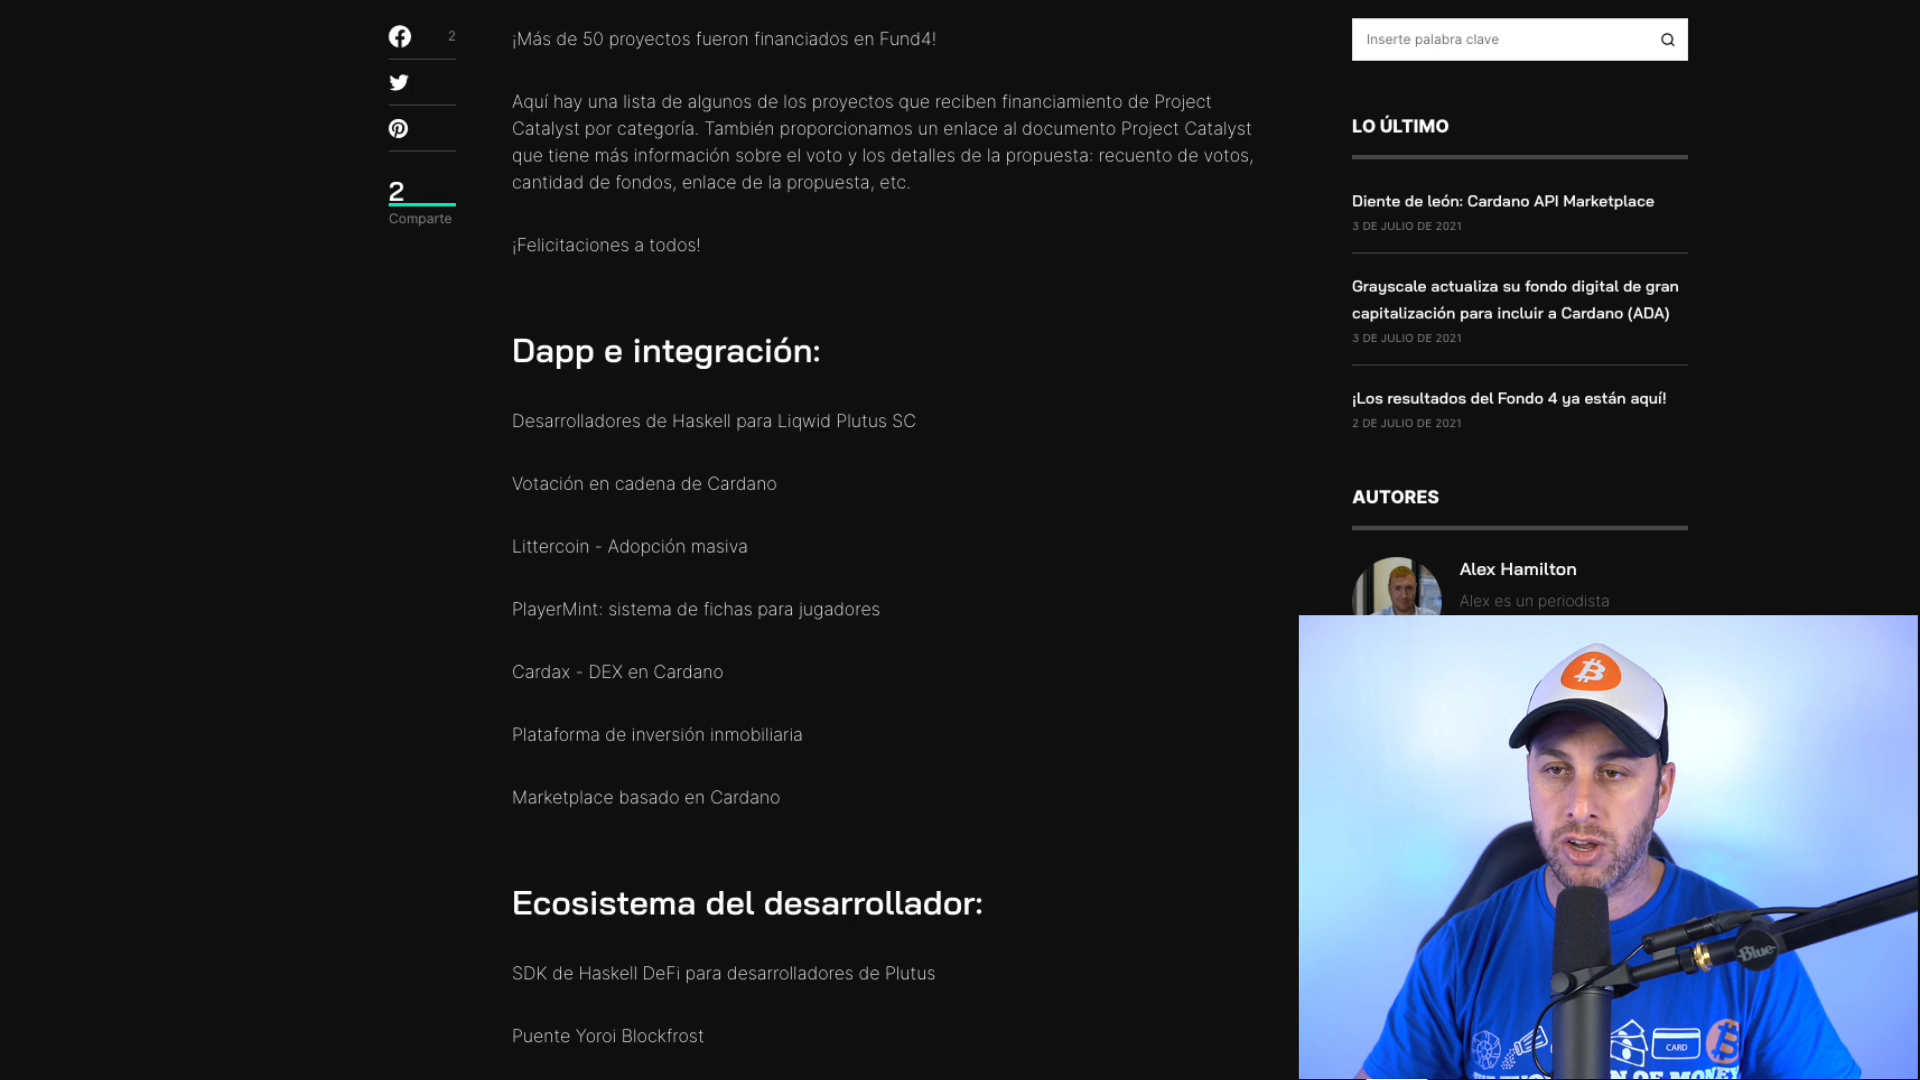 2
2
Comparte
¡Más de 50 proyectos fueron financiados en Fund4!
Aquí hay una lista de algunos de los proyectos que reciben financiamiento de Project
Catalyst por categoría. También proporcionamos un enlace al documento Project Catalyst
que tiene más información sobre el voto y los detalles de la propuesta: recuento de votos,
cantidad de fondos, enlace de la propuesta, etc.
¡Felicitaciones a todos!
Dapp e integración:
Desarrolladores de Haskell para Liqwid Plutus SC
Votación en cadena de Cardano
Littercoin - Adopción masiva
PlayerMint: sistema de fichas para jugadores
Cardax - DEX en Cardano
Plataforma de inversión inmobiliaria
Marketplace basado en Cardano
Ecosistema del desarrollador:
SDK de Haskell DeFi para desarrolladores de Plutus
Puente Yoroi Blockfrost
Inserte palabra clave
LO ÚLTIMO
Diente de león: Cardano API Marketplace
3 DE JULIO DE 2021
Grayscale actualiza su fondo digital de gran
capitalización para incluir a Cardano (ADA)
3 DE JULIO DE 2021
¡Los resultados del Fondo 4 ya están aquí!
2 DE JULIO DE 2021
AUTORES
Alex Hamilton
Alex es un periodista
Blue
CARD
OF MONEY